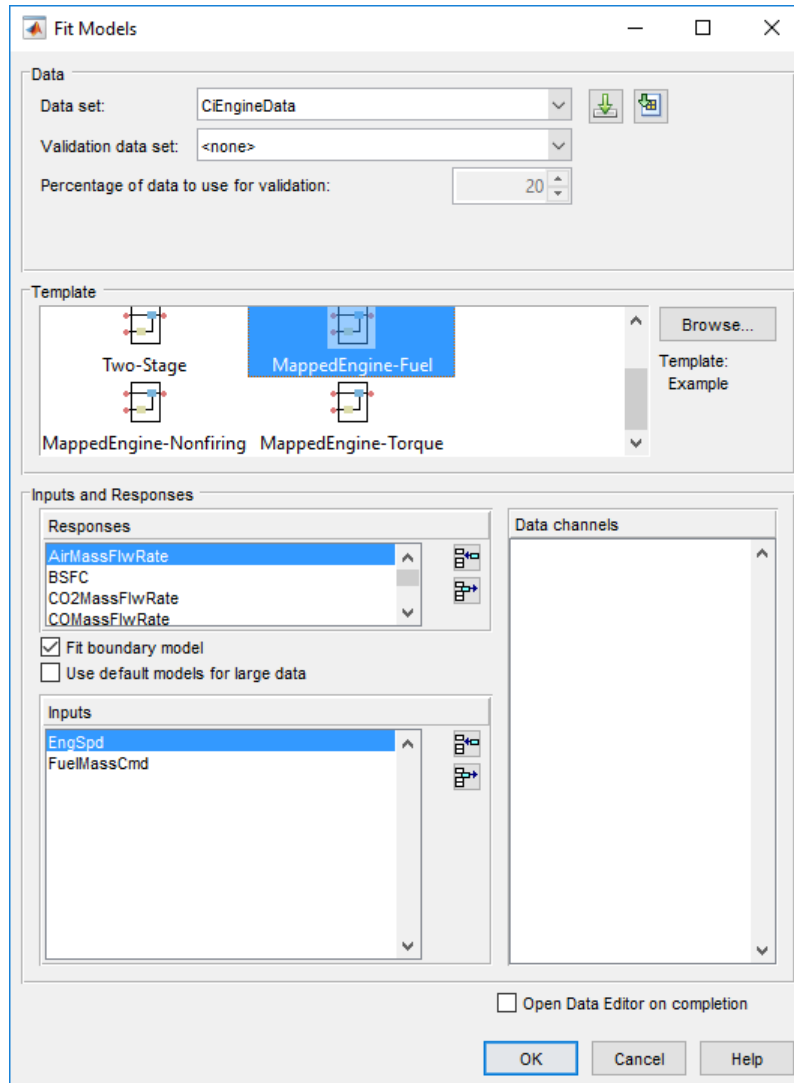 Fit Models
Data
Data set:
CiEngineData
Validation data set:
<none>
Percentage of data to use for validation:
20
Template
Two-Stage
MappedEngine-Fuel
MappedEngine-Nonfiring
MappedEngine-Torque
Browse...
Template:
Example
Inputs and Responses
Responses
AirMassFlwRate
BSFC
CO2MassFlwRate
COMassFlwRate
Fit boundary model
Use default models for large data
Inputs
EngSpd
FuelMassCmd
Data channels
Open Data Editor on completion
OK
Cancel
Help